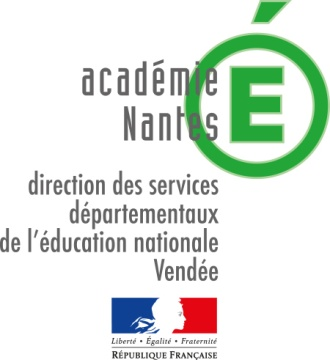 académie
Nantes
É
direction des services
départementaux
de l'éducation nationale
Vendée
Liberté • Égalité • Fraternité
RÉPUBLIQUE FRANÇAISE